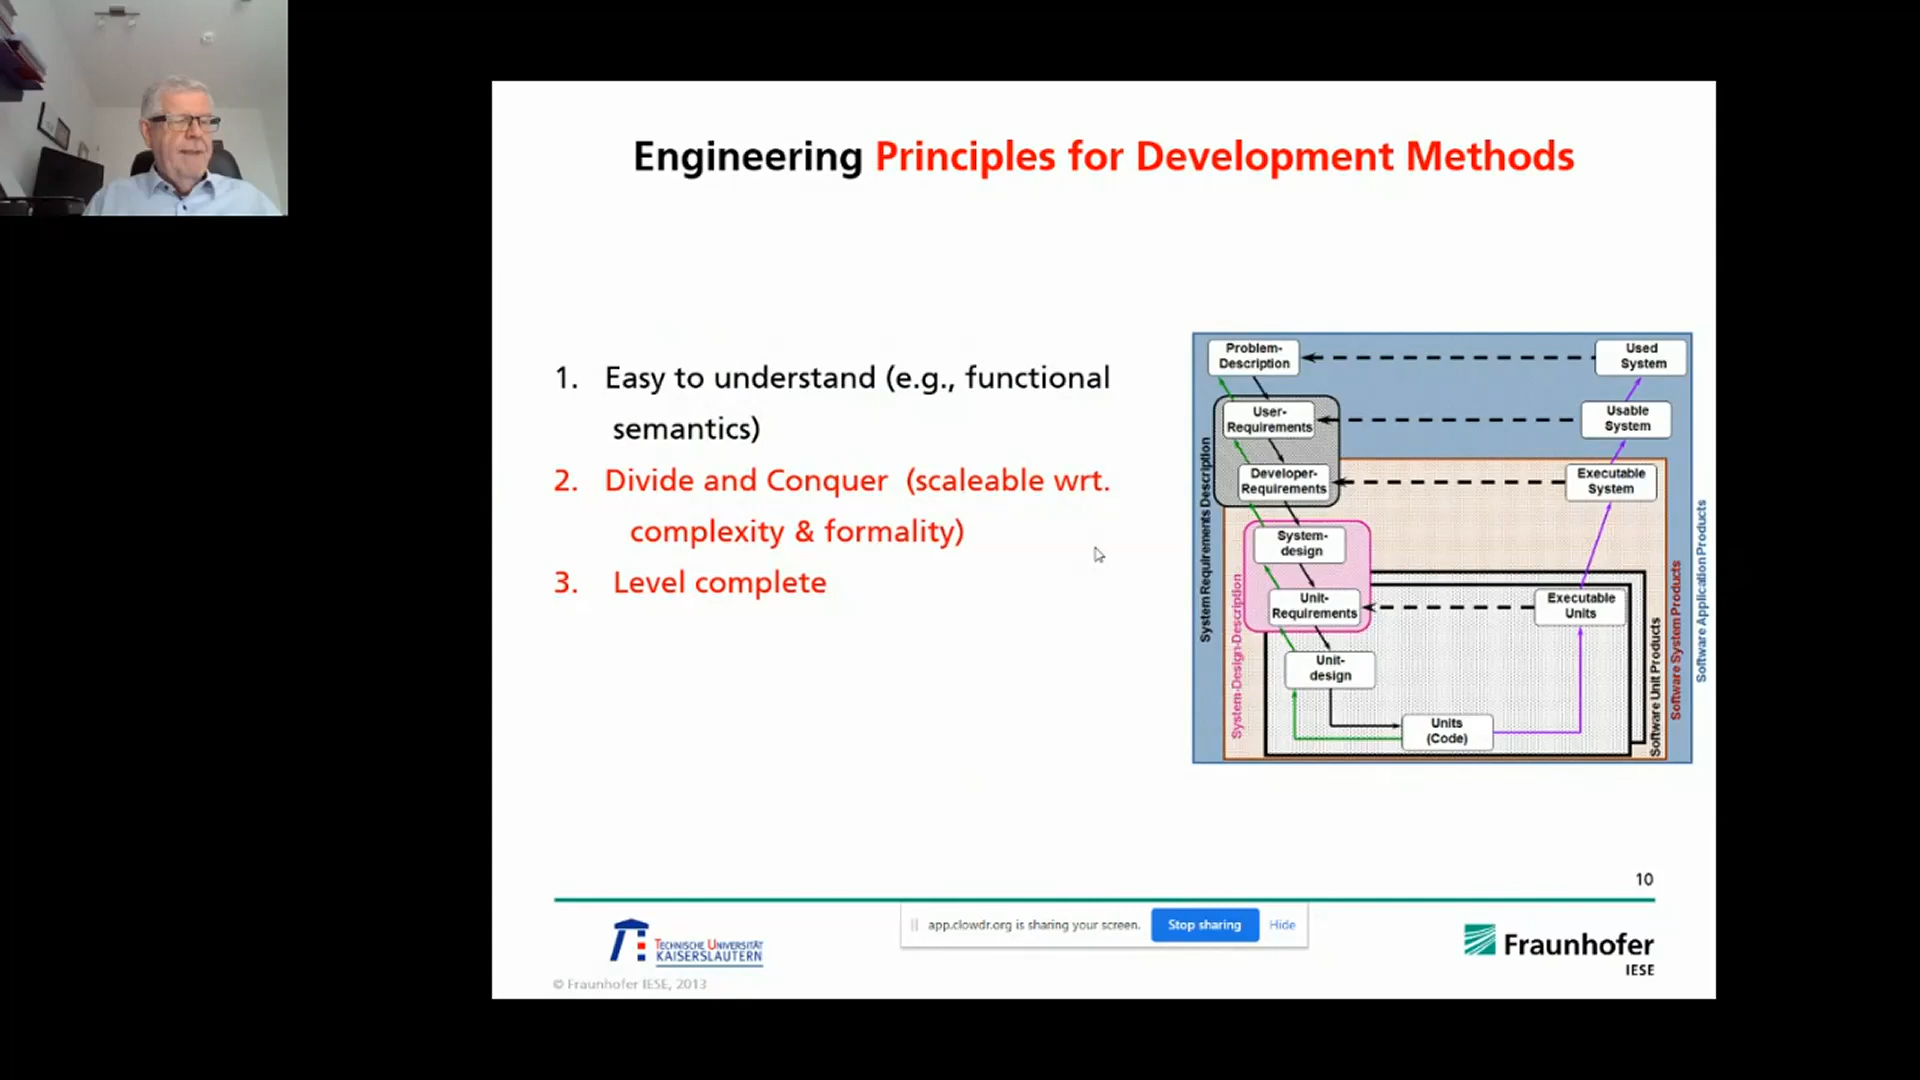 Engineering Principles for Development Methods
1. Easy to understand (e.g., functional
semantics)
2. Divide and Conquer (scaleable wrt.
complexity & formality)
3. Level complete
Problem-
Description
Used
System
User-
Requirements
Usable
System
Developer-
Requirements
Executable
System
System-
design
Unit-
Requirements
Executable
Units
Unit-
design
Units
(Code)
System Requirements Description
System-Design-Description
Software Unit Products
Software System Products
Software Application Products
10
TECHNISCHE UNIVERSITÄT
KAISERSLAUTERN
app.clowdr.org is sharing your screen.
Stop sharing
Hide
Fraunhofer
IESE
© Fraunhofer IESE, 2013